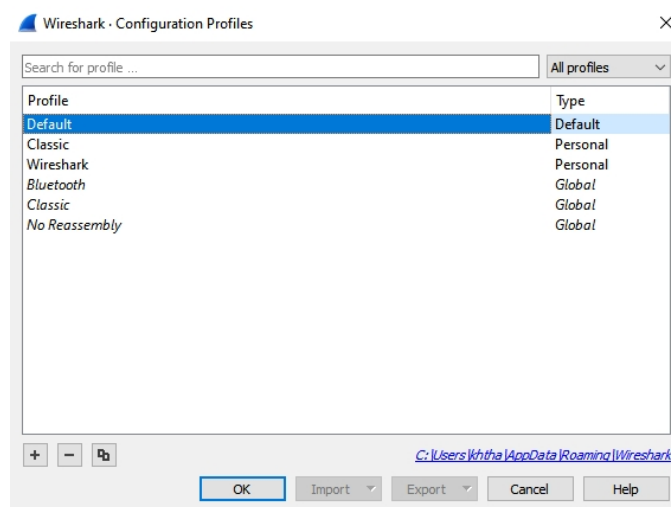 Wireshark · Configuration Profiles
Search for profile ... All profiles
Profile Type
Default Default
Classic Personal
Wireshark Personal
Bluetooth Global
Classic Global
No Reassembly Global
C:\Users\khtha\AppData\Roaming\Wireshark
OK Import Export Cancel Help